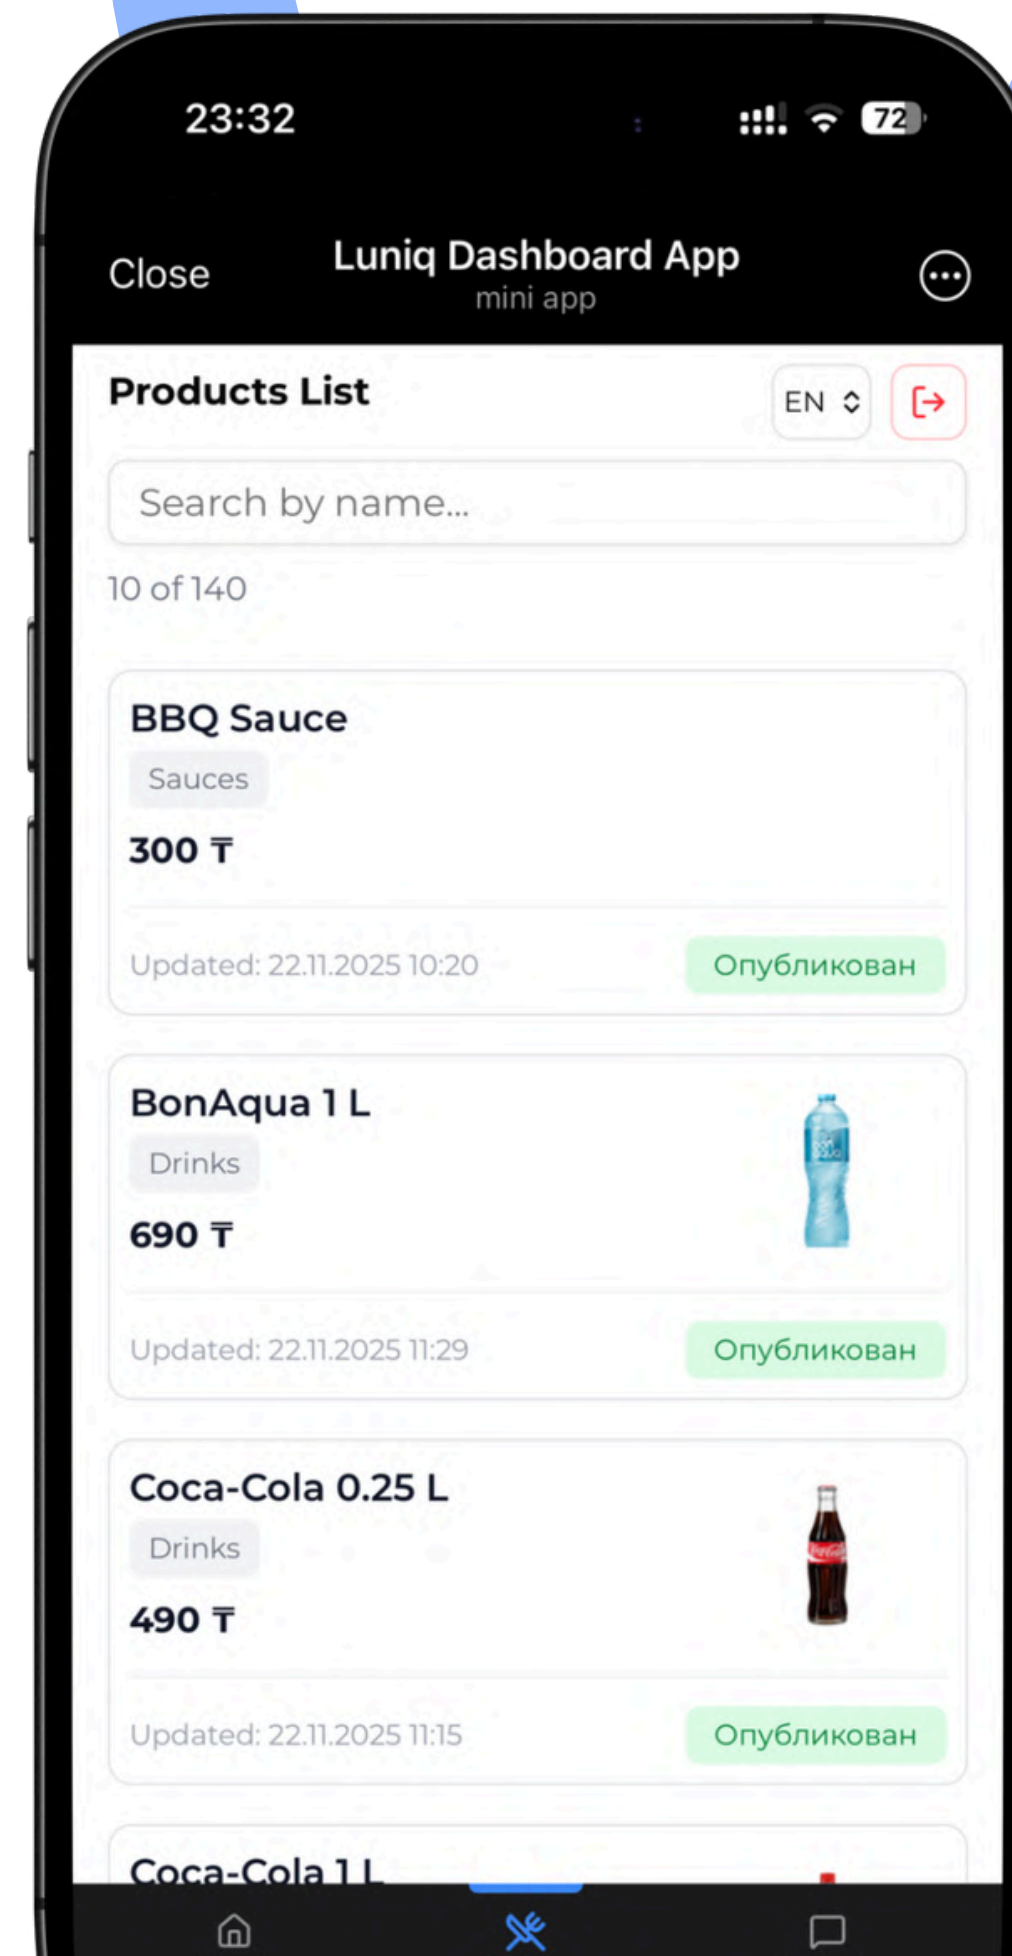 23:32
72
Close
Luniq Dashboard App
mini app
Products List
EN
Search by name...
10 of 140
BBQ Sauce
Sauces
300 ₸
Updated: 22.11.2025 10:20
Опубликован
BonAqua 1 L
Drinks
690 ₸
Updated: 22.11.2025 11:29
Опубликован
Coca-Cola 0.25 L
Drinks
490 ₸
Updated: 22.11.2025 11:15
Опубликован
Coca-Cola 1 L